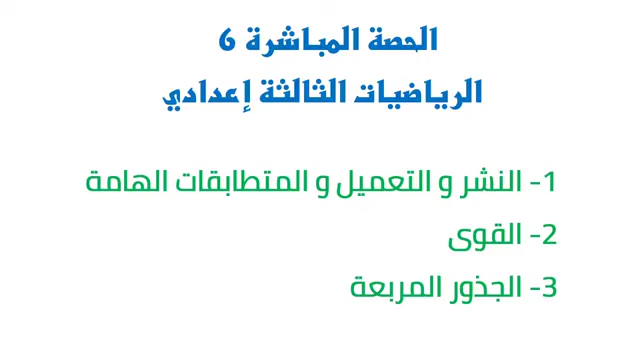 الحصة المباشرة 6
الرياضيات الثالثة إعدادي
1- النشر و التعميل و المتطابقات الهامة
2- القوى
3- الجذور المربعة